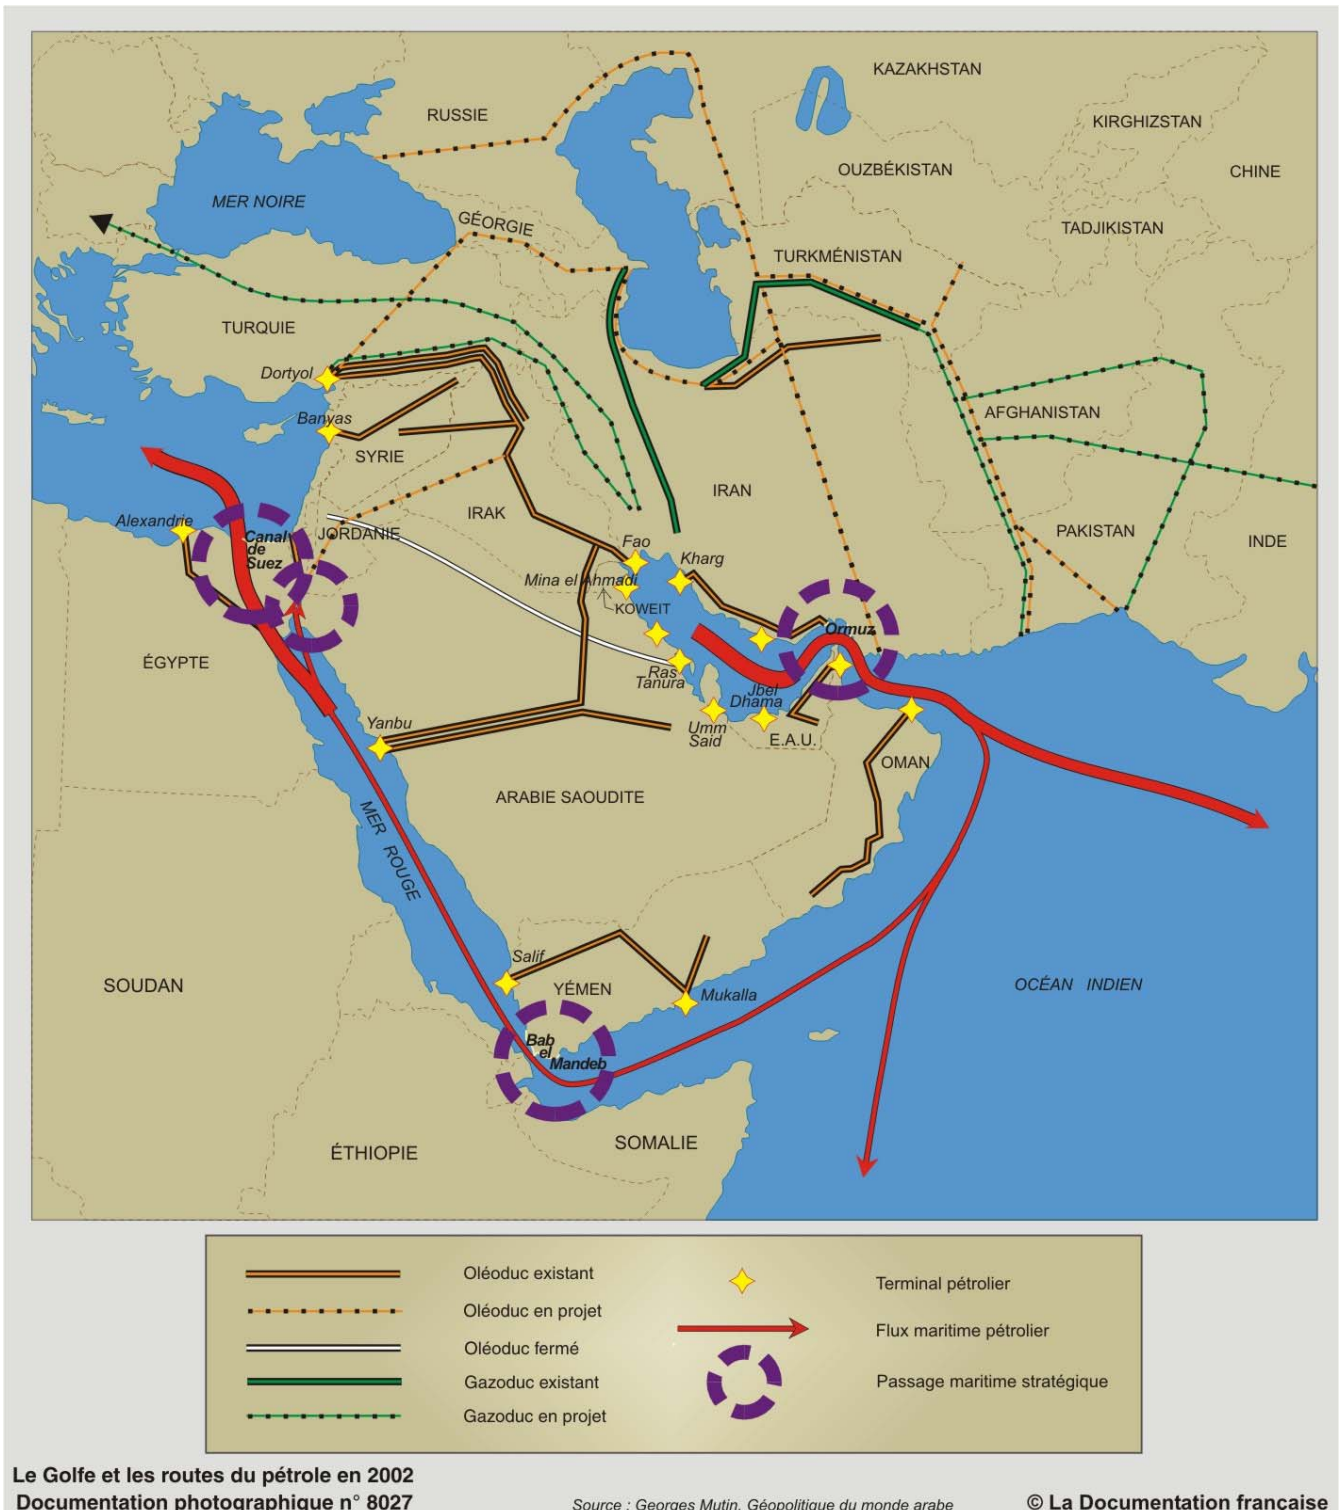 KAZAKHSTAN
RUSSIE
KIRGHIZSTAN
OUZBÉKISTAN
CHINE
MER NOIRE
GÉORGIE
TADJIKISTAN
TURKMÉNISTAN
TURQUIE
Dortyol
Banyas
AFGHANISTAN
SYRIE
IRAN
Alexandrie
IRAK
JORDANIE
Canal
de
Suez
PAKISTAN
INDE
Fao
Kharg
Mina el Ahmadi
KOWEIT
Ormuz
ÉGYPTE
Ras
Tanura
Jbel
Dhama
Yanbu
Umm
Said
E.A.U.
OMAN
ARABIE SAOUDITE
MER ROUGE
Salif
SOUDAN
YÉMEN
Mukalla
OCÉAN INDIEN
Bab
el
Mandeb
SOMALIE
ÉTHIOPIE
Oléoduc existant
Oléoduc en projet
Oléoduc fermé
Gazoduc existant
Gazoduc en projet
Terminal pétrolier
Flux maritime pétrolier
Passage maritime stratégique
Le Golfe et les routes du pétrole en 2002
Documentation photographique n° 8027
Source : Georges Mutin, Géopolitique du monde arabe
© La Documentation française